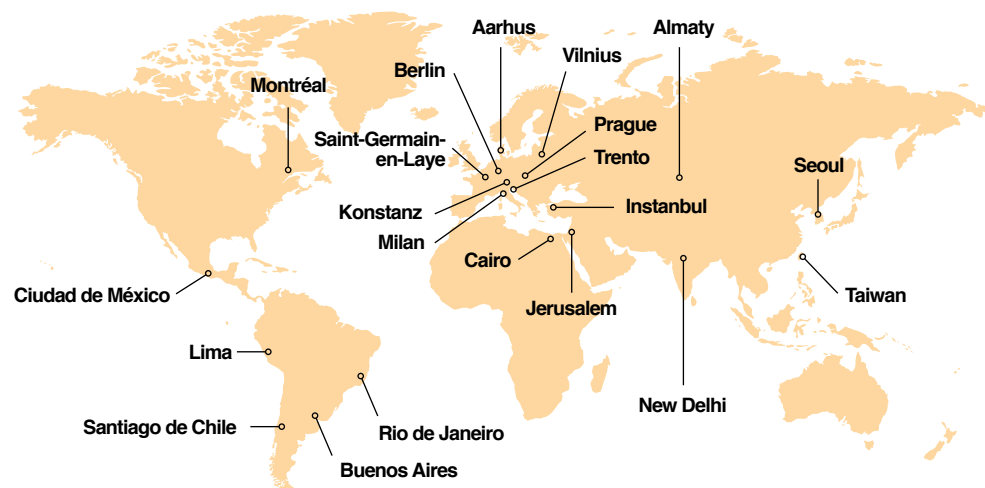 Aarhus
Almaty
Vilnius
Berlin
Montréal
Prague
Saint-Germain-
en-Laye
Trento
Seoul
Konstanz
Instanbul
Milan
Cairo
Ciudad de México
Jerusalem
Taiwan
Lima
New Delhi
Santiago de Chile
Rio de Janeiro
Buenos Aires